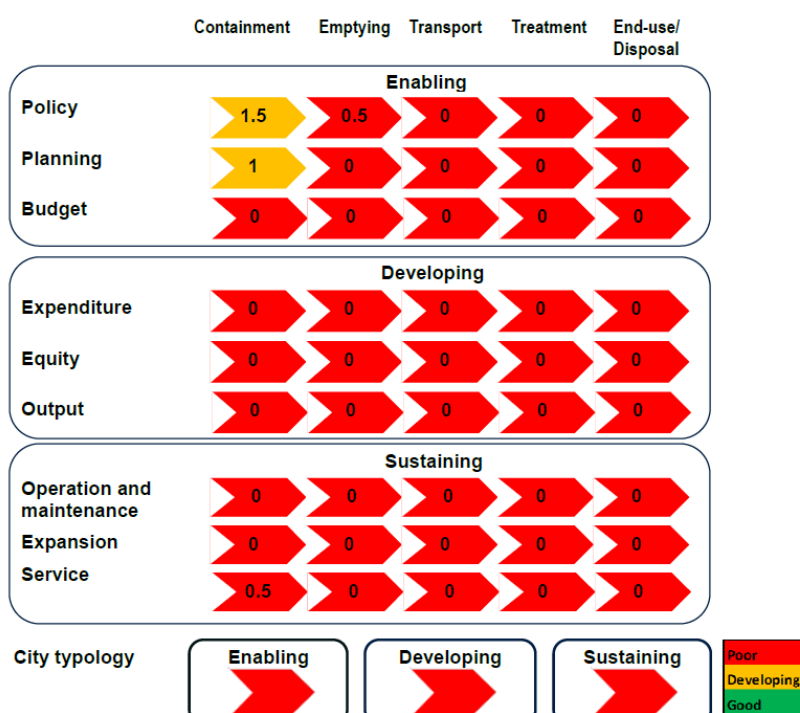 Containment Emptying Transport Treatment End-use/
Disposal
Enabling
Policy 1.5 0.5 0 0 0
Planning 1 0 0 0 0
Budget 0 0 0 0 0
Developing
Expenditure 0 0 0 0 0
Equity 0 0 0 0 0
Output 0 0 0 0 0
Sustaining
Operation and
maintenance 0 0 0 0 0
Expansion 0 0 0 0 0
Service 0.5 0 0 0 0
City typology Enabling Developing Sustaining
Poor
Developing
Good